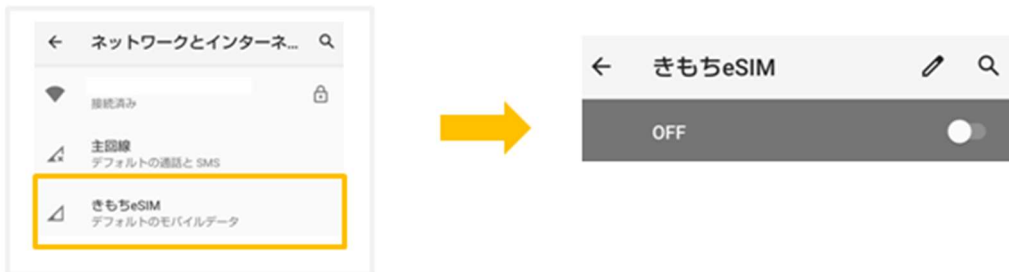 ネットワークとインターネ...
接続済み
主回線
デフォルトの通話と SMS
きもちeSIM
デフォルトのモバイルデータ
きもちeSIM
OFF